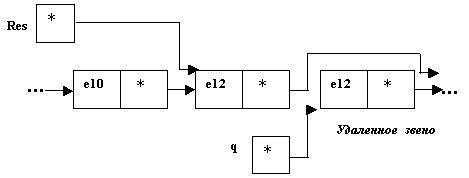 Res *
... e10 * e12 * e12 * ...
Удаленное звено
q *